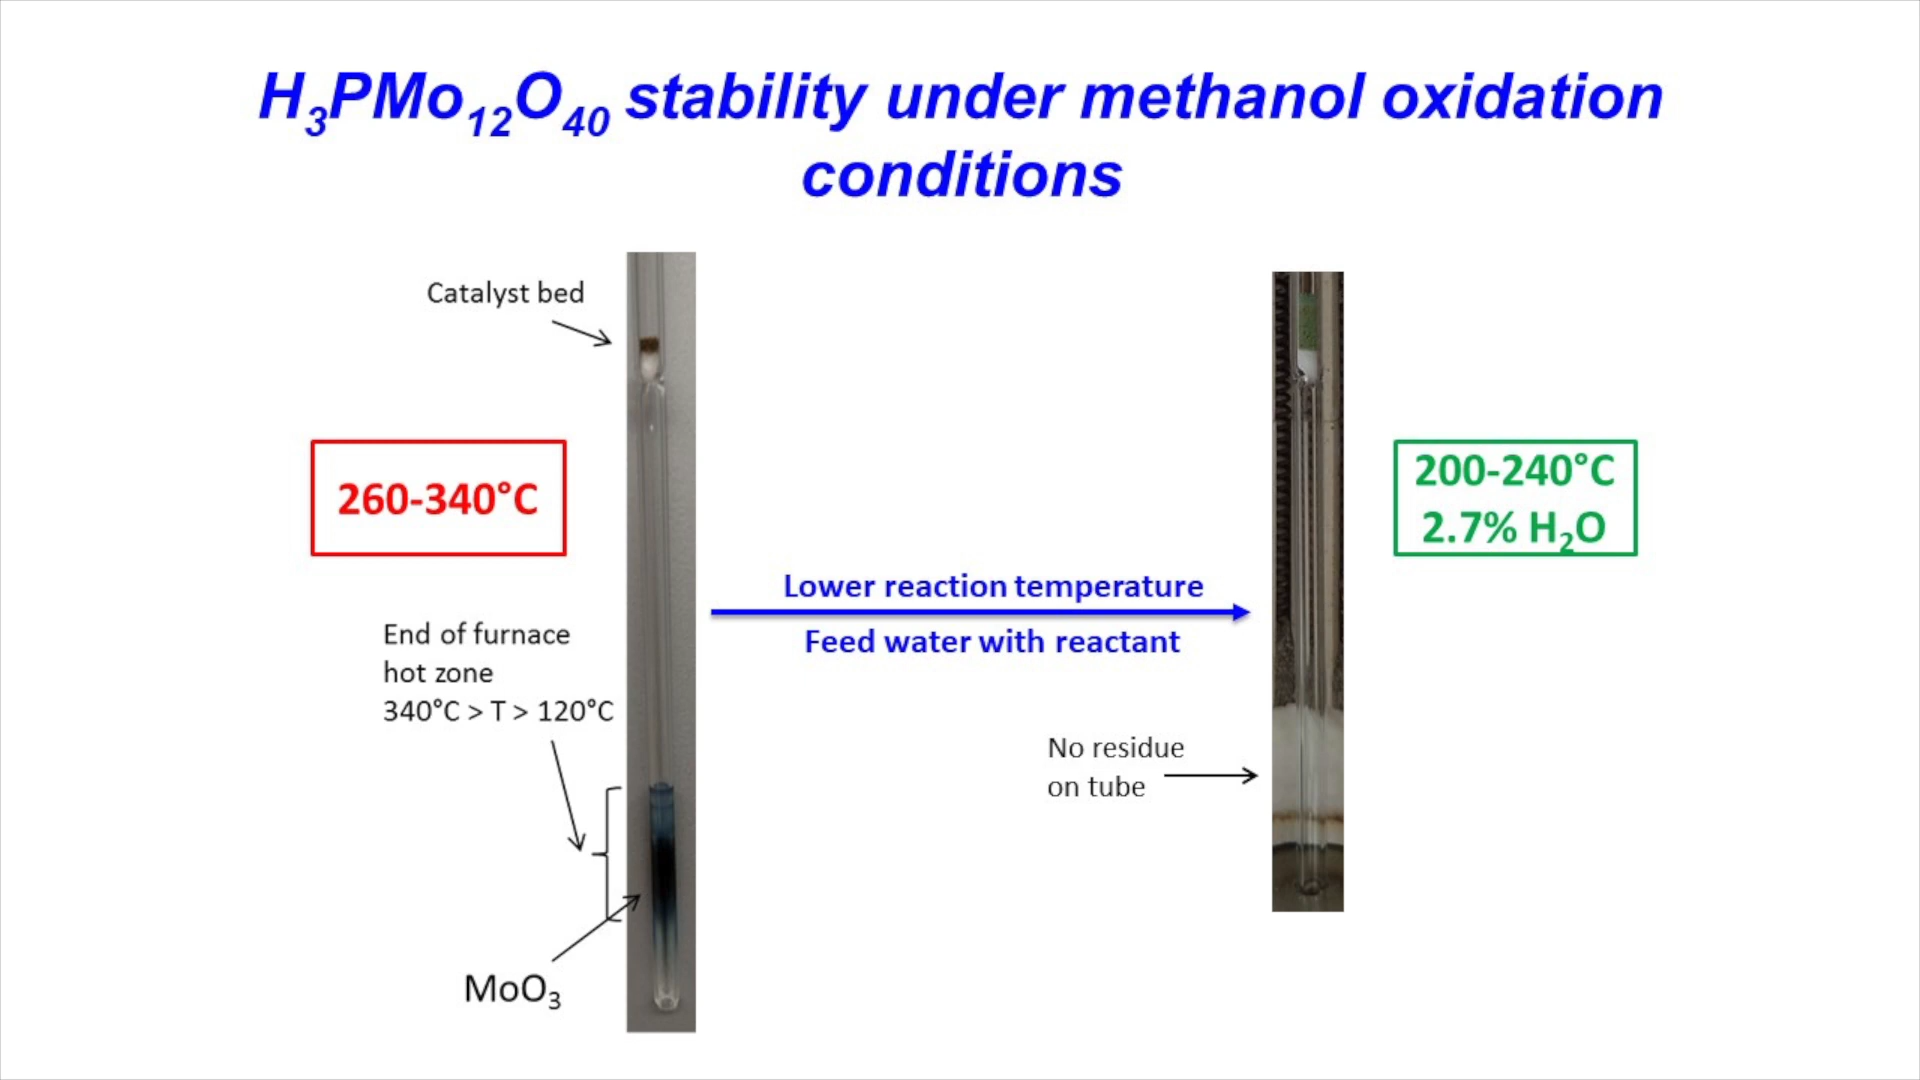 H₃PMo₁₂O₄₀ stability under methanol oxidation
conditions
Catalyst bed
260-340°C
200-240°C
2.7% H₂O
Lower reaction temperature
Feed water with reactant
End of furnace
hot zone
340°C > T > 120°C
No residue
on tube
MoO₃